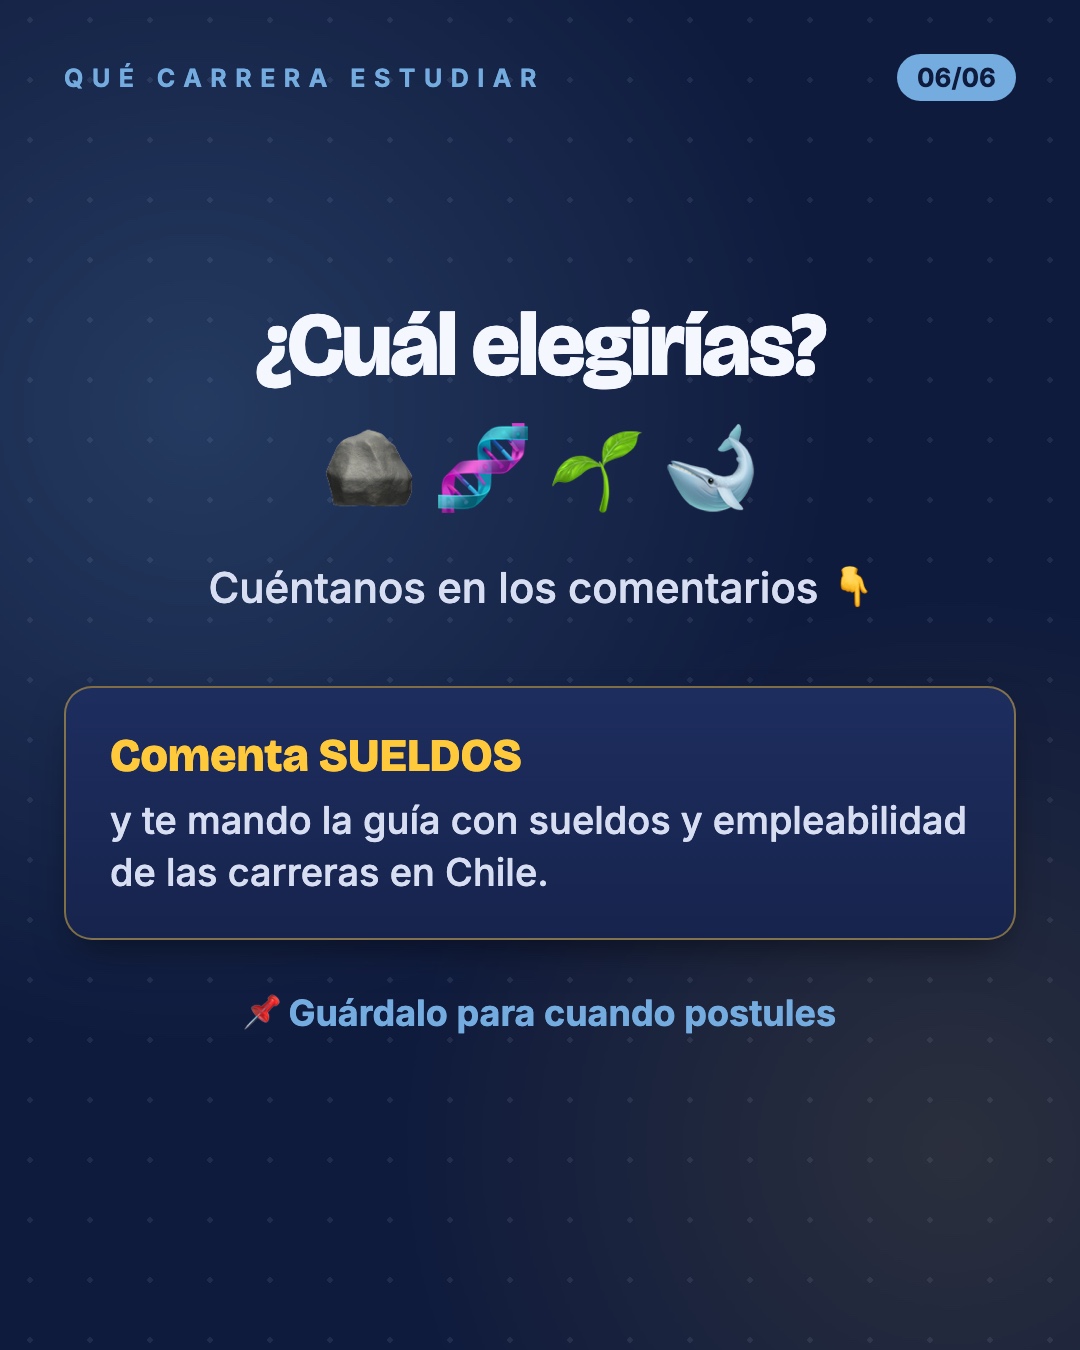 QUÉ CARRERA ESTUDIAR
06/06
¿Cuál elegirías?
🪨 🧬 🌱 🐋
Cuéntanos en los comentarios 👇
Comenta SUELDOS
y te mando la guía con sueldos y empleabilidad
de las carreras en Chile.
📌 Guárdalo para cuando postules